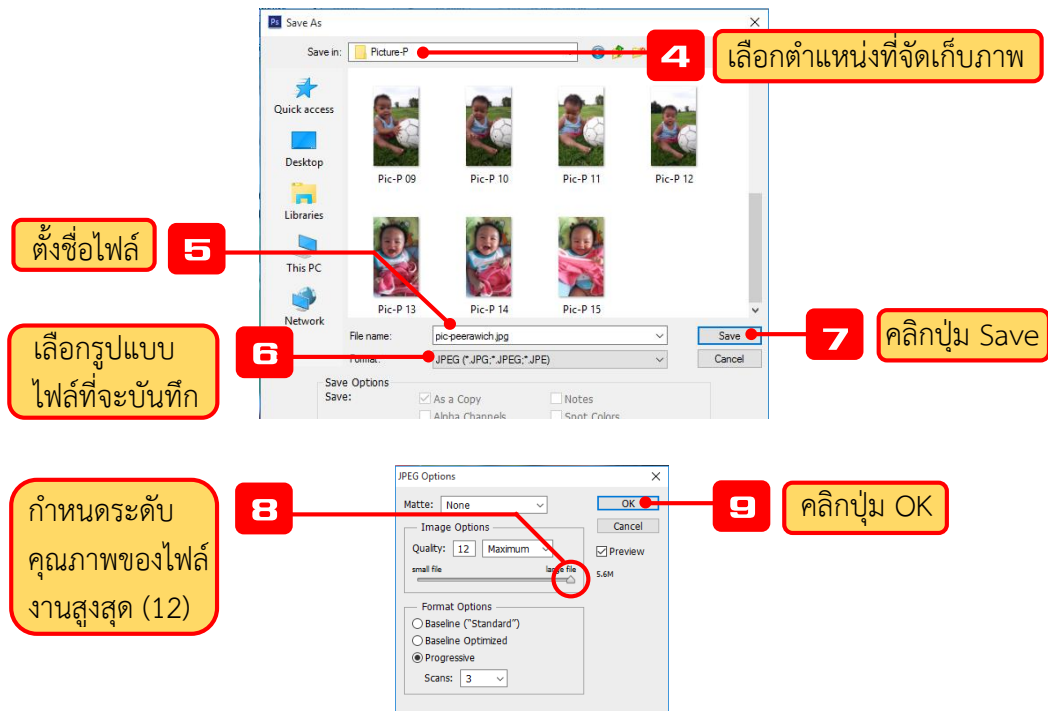 Ps Save As
Save in: Picture-P
4 เลือกตำแหน่งที่จัดเก็บภาพ
Quick access
Desktop
Pic-P 09 Pic-P 10 Pic-P 11 Pic-P 12
Libraries
ตั้งชื่อไฟล์ 5
This PC
Pic-P 13 Pic-P 14 Pic-P 15
Network
File name: pic-peerawich.jpg Save
7 คลิกปุ่ม Save
เลือกรูปแบบ
ไฟล์ที่จะบันทึก
6
Format: JPEG (*.JPG;*.JPEG;*.JPE) Cancel
Save Options
Save: As a Copy Notes
Alpha Channels Spot Colors
JPEG Options
Matte: None OK
9 คลิกปุ่ม OK
กำหนดระดับ
คุณภาพของไฟล์
งานสูงสุด (12)
8
Image Options Cancel
Quality: 12 Maximum Preview
small file large file 5.6M
Format Options
Baseline ("Standard")
Baseline Optimized
Progressive
Scans: 3